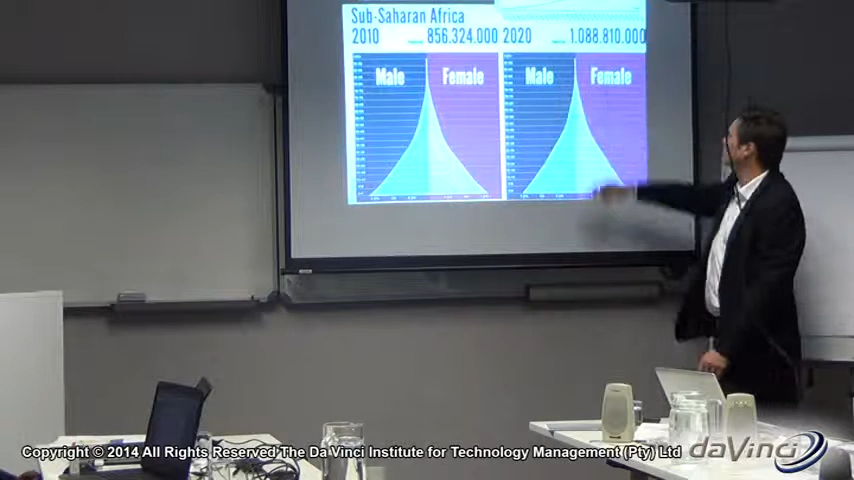 Sub-Saharan Africa
2010 856.324.000 2020 1.088.810.000
Male Female Male Female
Copyright © 2014 All Rights Reserved The Da Vinci Institute for Technology Management (Pty) Ltd
daVinci